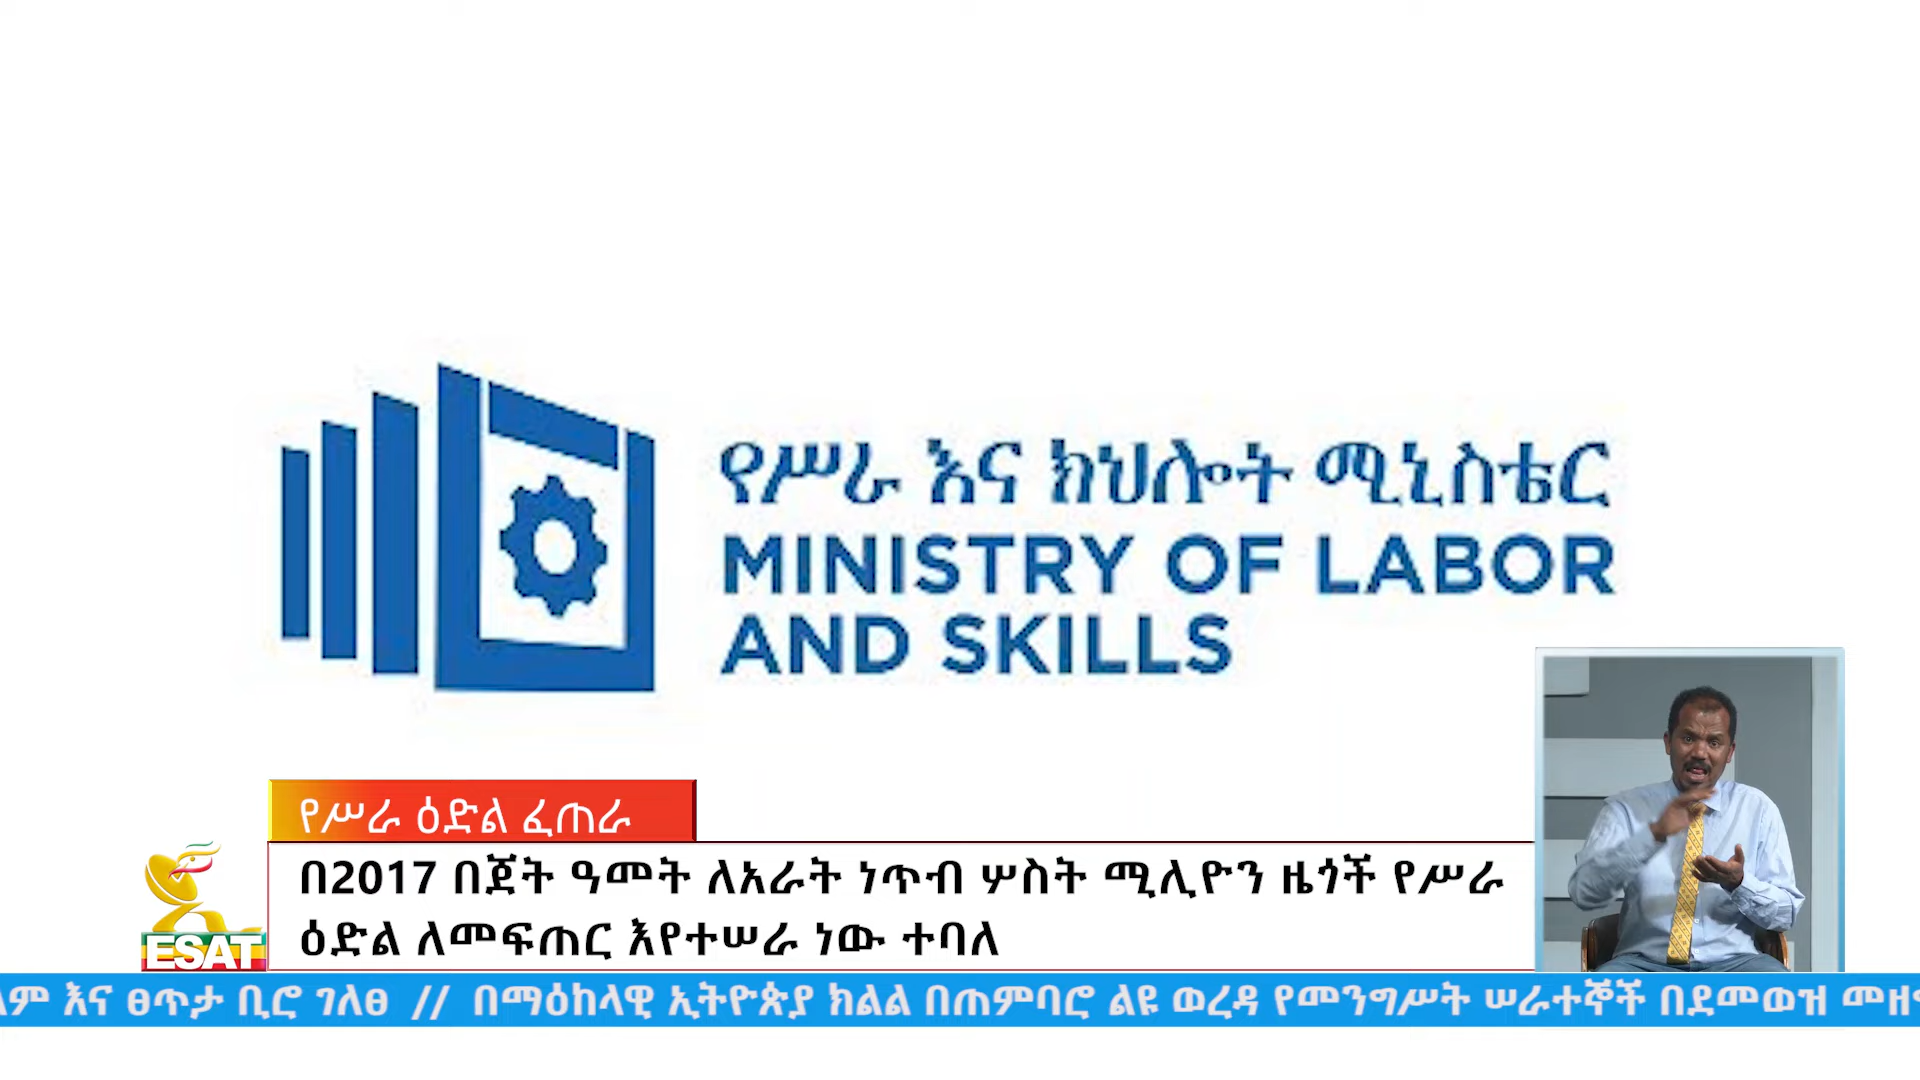 የሥራ እና ክህሎት ሚኒስቴር
MINISTRY OF LABOR
AND SKILLS
የሥራ ዕድል ፈጠራ
በ2017 በጀት ዓመት ለአራት ነጥብ ሦስት ሚሊዮን ዜጎች የሥራ
ዕድል ለመፍጠር እየተሠራ ነው ተባለ
ESAT
እና ፀጥታ ቢሮ ገለፀ // በማዕከላዊ ኢትዮጵያ ክልል በጠምባሮ ልዩ ወረዳ የመንግሥት ሠራተኞች በደመወዝ